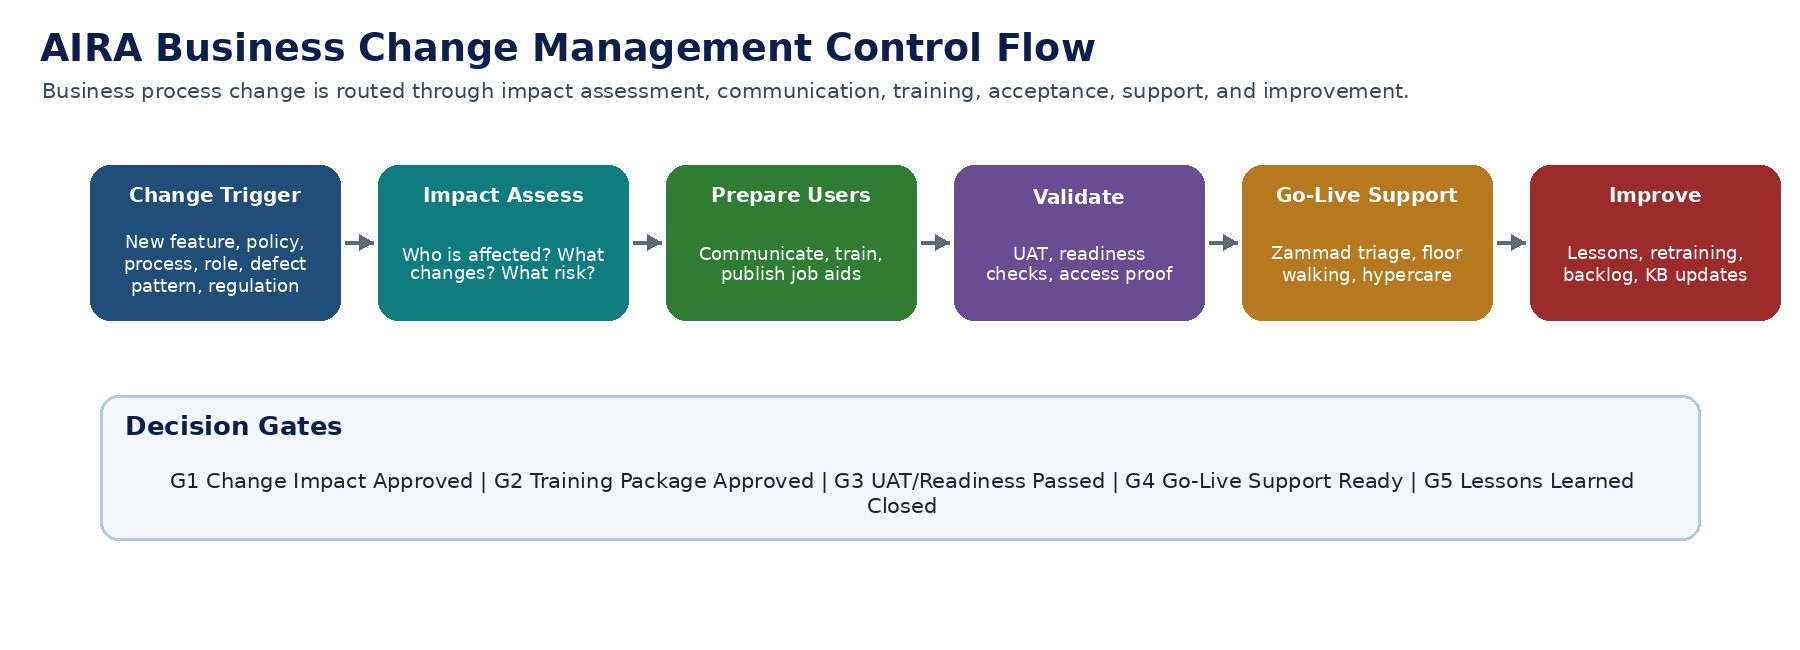 AIRA Business Change Management Control Flow
Business process change is routed through impact assessment, communication, training, acceptance, support, and improvement.
Change Trigger
New feature, policy,
process, role, defect
pattern, regulation
Impact Assess
Who is affected? What
changes? What risk?
Prepare Users
Communicate, train,
publish job aids
Validate
UAT, readiness
checks, access proof
Go-Live Support
Zammad triage, floor
walking, hypercare
Improve
Lessons, retraining,
backlog, KB updates
Decision Gates
G1 Change Impact Approved | G2 Training Package Approved | G3 UAT/Readiness Passed | G4 Go-Live Support Ready | G5 Lessons Learned
Closed